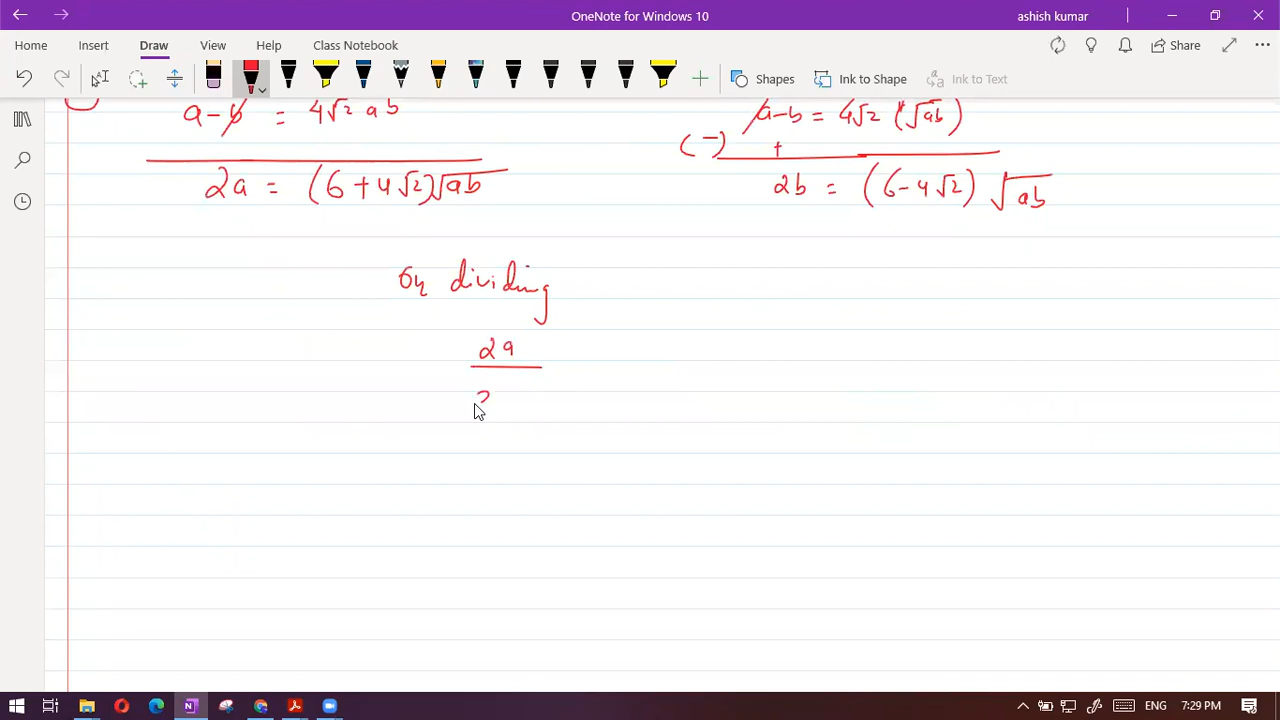 OneNote for Windows 10
ashish kumar
Home Insert Draw View Help Class Notebook
Share
Shapes Ink to Shape Ink to Text
a-b = 4√2 ab
a-b = 4√2 (√ab)
(-) +
2a = (6+4√2)√ab
2b = (6-4√2) √ab
On dividing
2a
2
ENG 7:29 PM